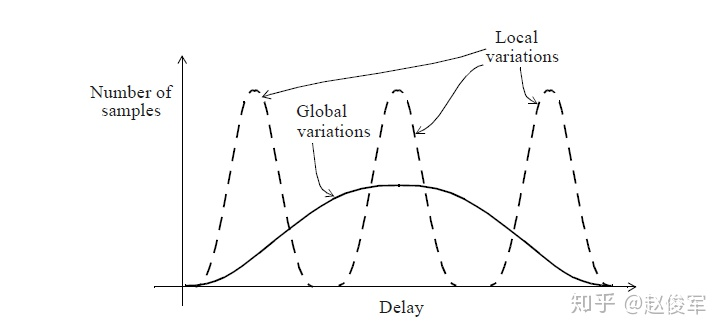 Local
variations
Number of
samples
Global
variations
Delay
知乎 @赵俊军